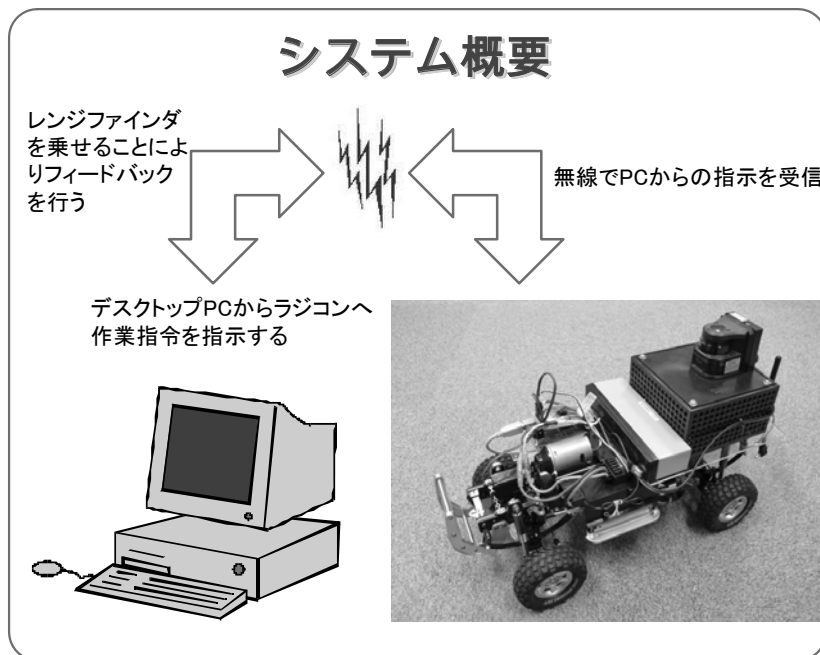 システム概要
レンジファインダ
を乗せることによ
りフィードバック
を行う
無線でPCからの指示を受信
デスクトップPCからラジコンへ
作業指令を指示する